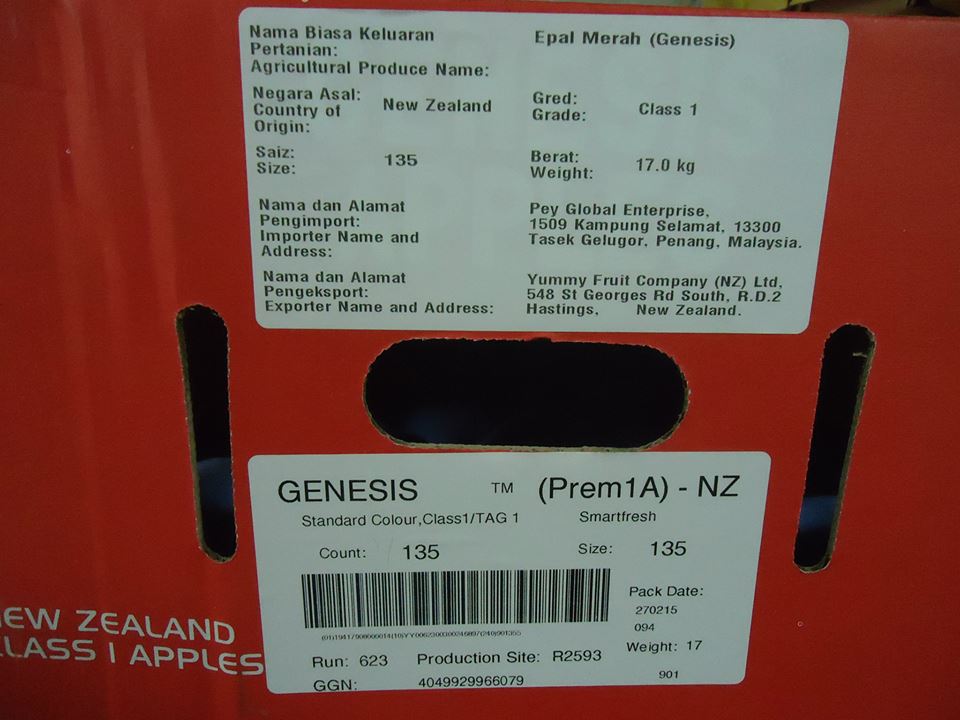 Nama Biasa Keluaran
Pertanian:
Agricultural Produce Name:
Epal Merah (Genesis)
Negara Asal:
Country of
Origin:
New Zealand
Gred:
Grade:
Class 1
Saiz:
Size:
135
Berat:
Weight:
17.0 kg
Nama dan Alamat
Pengimport:
Importer Name and
Address:
Pey Global Enterprise,
1509 Kampung Selamat, 13300
Tasek Gelugor, Penang, Malaysia.
Nama dan Alamat
Pengeksport:
Exporter Name and Address:
Yummy Fruit Company (NZ) Ltd,
548 St Georges Rd South, R.D.2
Hastings, New Zealand.
GENESIS ™ (Prem1A) - NZ
Standard Colour,Class1/TAG 1 Smartfresh
Count: 135 Size: 135
Pack Date:
270215
094
Weight: 17
901
Run: 623 Production Site: R2593
GGN: 4049929966079
EW ZEALAND
LASS I APPLES